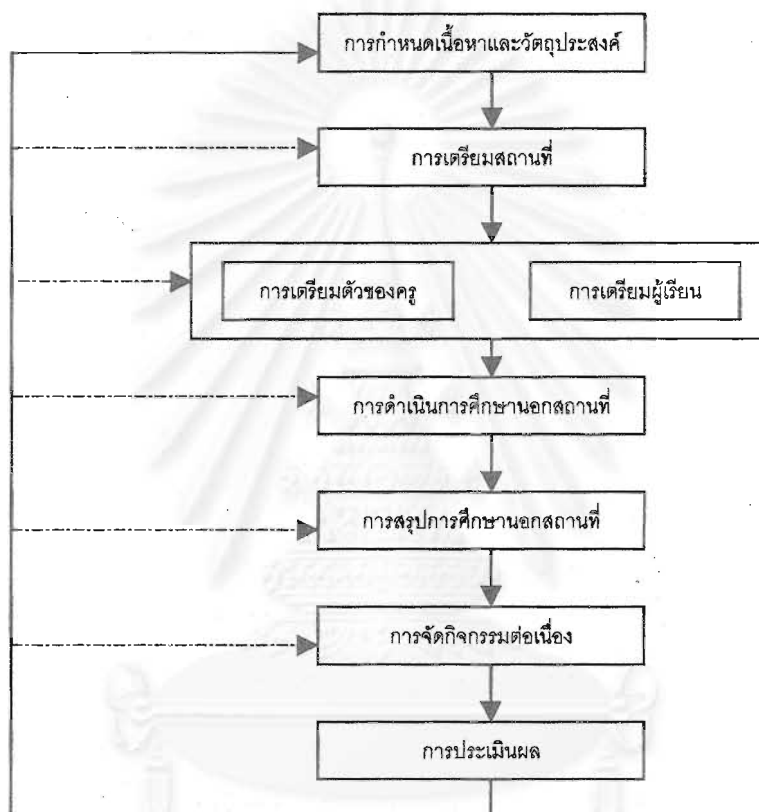 การกำหนดเนื้อหาและวัตถุประสงค์
การเตรียมสถานที่
การเตรียมตัวของครู
การเตรียมผู้เรียน
การดำเนินการศึกษานอกสถานที่
การสรุปการศึกษานอกสถานที่
การจัดกิจกรรมต่อเนื่อง
การประเมินผล